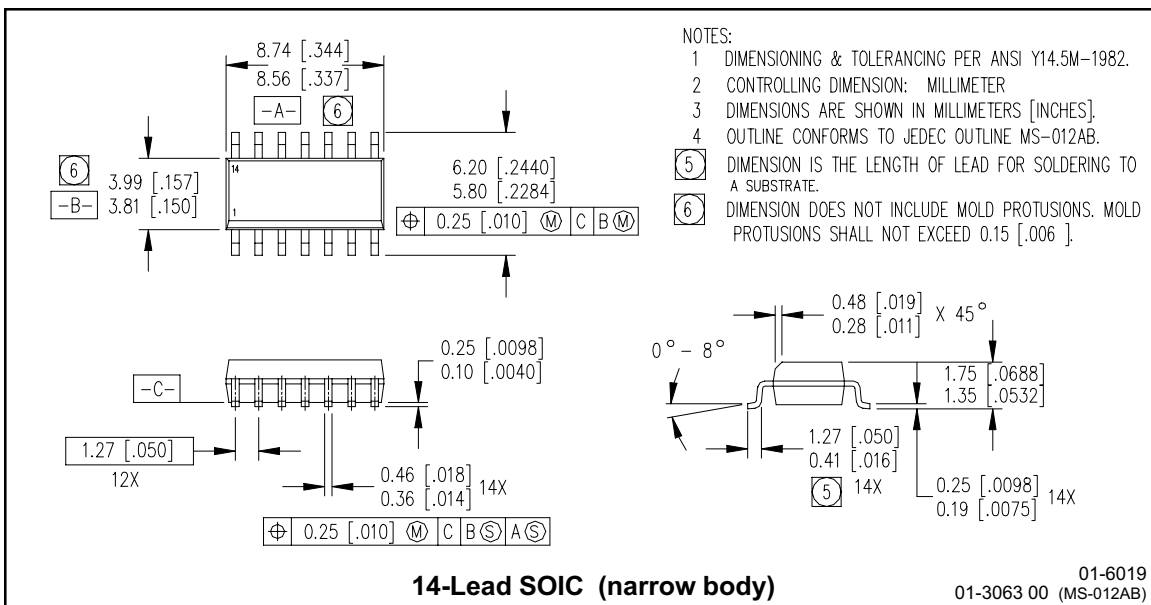 8.74 [.344]
8.56 [.337]
-A- 6
14
1
6
3.99 [.157]
-B- 3.81 [.150]
6.20 [.2440]
5.80 [.2284]
⌖ 0.25 [.010] Ⓜ C B Ⓜ
NOTES:
1 DIMENSIONING & TOLERANCING PER ANSI Y14.5M-1982.
2 CONTROLLING DIMENSION: MILLIMETER
3 DIMENSIONS ARE SHOWN IN MILLIMETERS [INCHES].
4 OUTLINE CONFORMS TO JEDEC OUTLINE MS-012AB.
5 DIMENSION IS THE LENGTH OF LEAD FOR SOLDERING TO
A SUBSTRATE.
6 DIMENSION DOES NOT INCLUDE MOLD PROTUSIONS. MOLD
PROTUSIONS SHALL NOT EXCEED 0.15 [.006 ].
-C-
0.25 [.0098]
0.10 [.0040]
1.27 [.050]
12X
0.46 [.018]
0.36 [.014] 14X
⌖ 0.25 [.010] Ⓜ C B Ⓢ A Ⓢ
0.48 [.019]
0.28 [.011] X 45°
0°-8°
1.75 [.0688]
1.35 [.0532]
1.27 [.050]
0.41 [.016]
5 14X
0.25 [.0098]
0.19 [.0075] 14X
14-Lead SOIC (narrow body)
01-6019
01-3063 00 (MS-012AB)